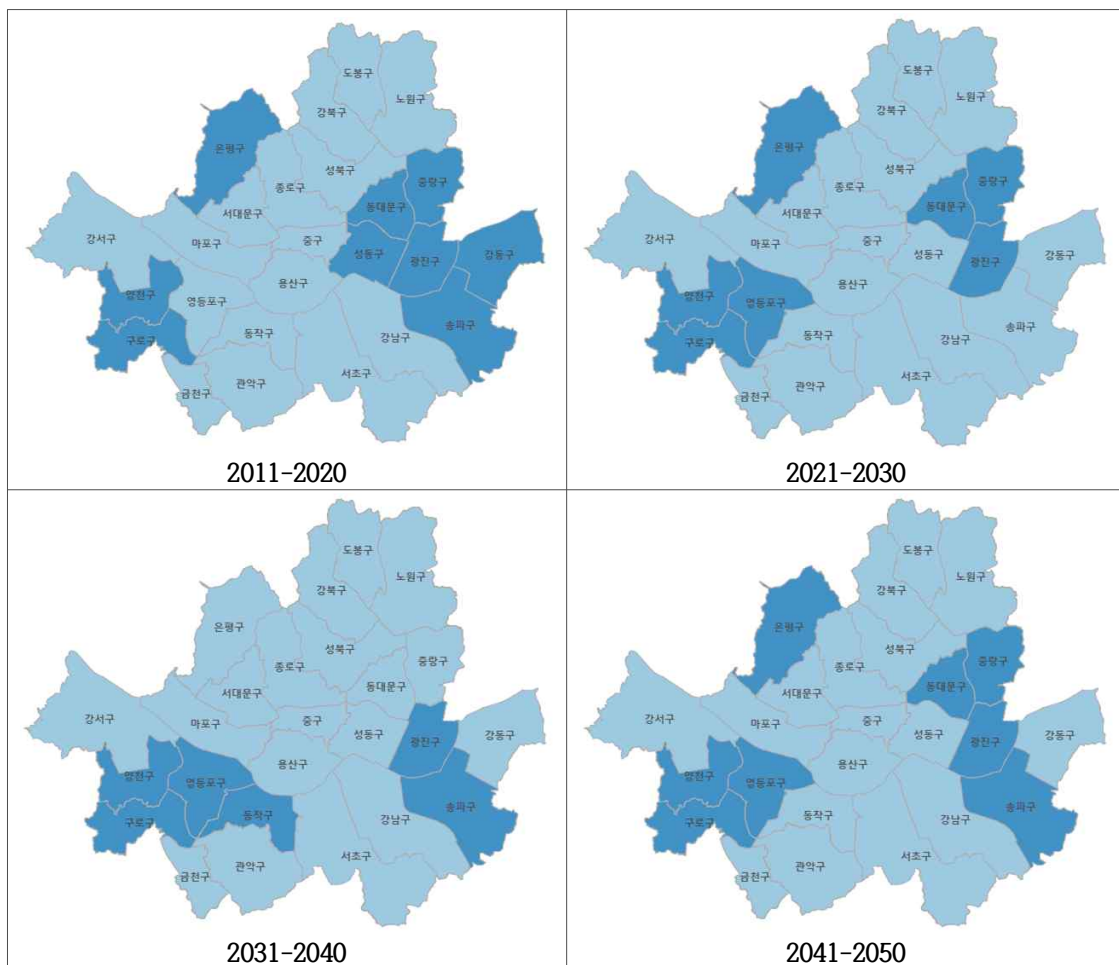 도봉구
노원구
강북구
은평구
성북구
중랑구
종로구
동대문구
서대문구
강서구
마포구
중구
성동구
광진구
강동구
양천구
용산구
영등포구
송파구
구로구
동작구
강남구
서초구
관악구
금천구
2011-2020
도봉구
노원구
강북구
은평구
성북구
중랑구
종로구
동대문구
서대문구
강서구
마포구
중구
성동구
광진구
강동구
양천구
용산구
영등포구
송파구
구로구
동작구
강남구
서초구
관악구
금천구
2021-2030
도봉구
노원구
강북구
은평구
성북구
중랑구
종로구
동대문구
서대문구
강서구
마포구
중구
성동구
광진구
강동구
양천구
용산구
영등포구
송파구
구로구
동작구
강남구
서초구
관악구
금천구
2031-2040
도봉구
노원구
강북구
은평구
성북구
중랑구
종로구
동대문구
서대문구
강서구
마포구
중구
성동구
광진구
강동구
양천구
용산구
영등포구
송파구
구로구
동작구
강남구
서초구
관악구
금천구
2041-2050